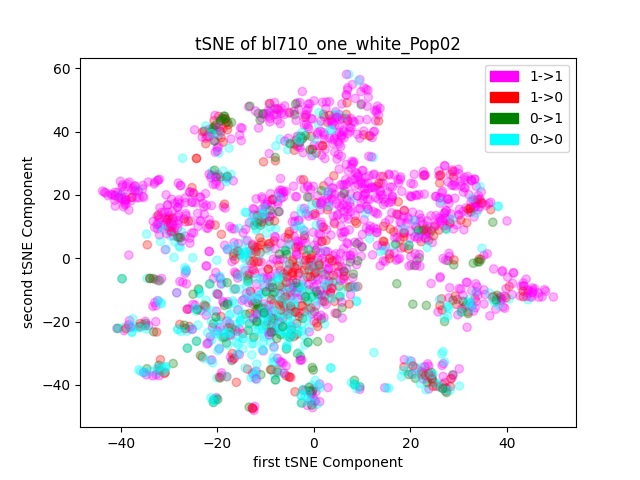 tSNE of bl710_one_white_Pop02
1->1
1->0
0->1
0->0
60
40
20
0
−20
−40
second tSNE Component
−40 −20 0 20 40
first tSNE Component